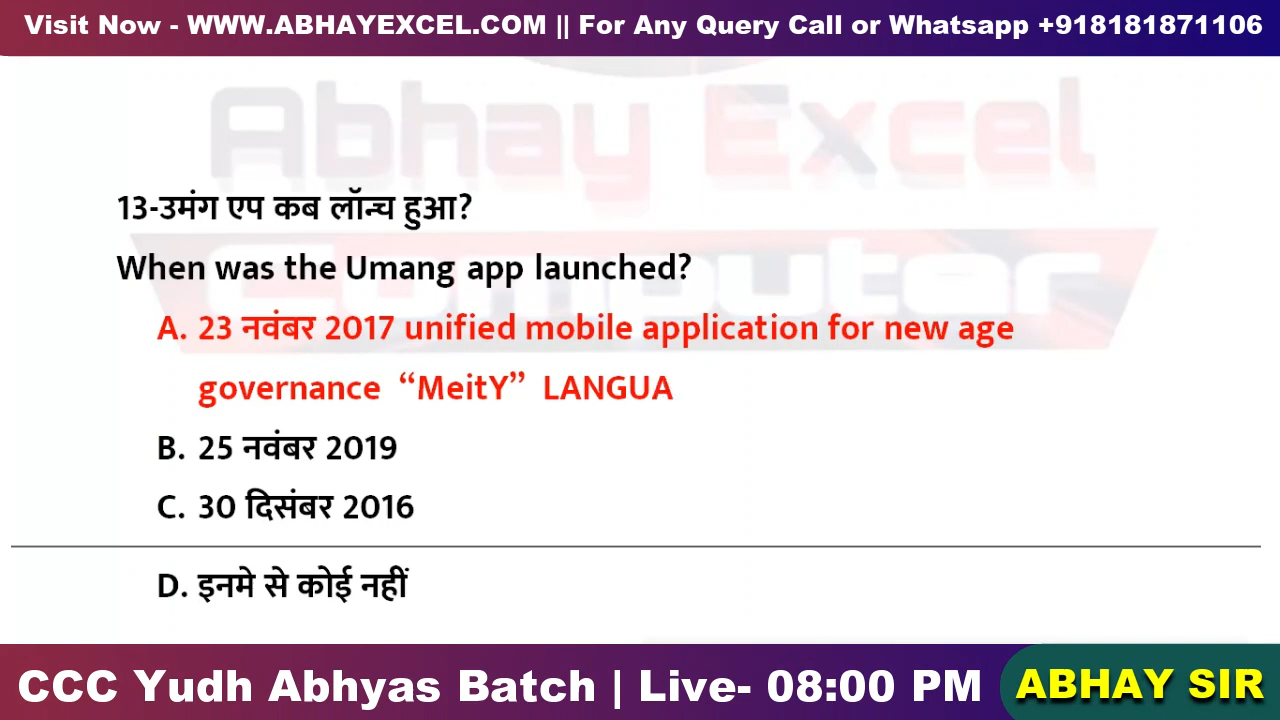 Visit Now - WWW.ABHAYEXCEL.COM || For Any Query Call or Whatsapp +918181871106
Abhay Excel
Computer
13-उमंग एप कब लॉन्च हुआ?
When was the Umang app launched?
A. 23 नवंबर 2017 unified mobile application for new age
governance “MeitY” LANGUA
B. 25 नवंबर 2019
C. 30 दिसंबर 2016
D. इनमे से कोई नहीं
CCC Yudh Abhyas Batch | Live- 08:00 PM
ABHAY SIR